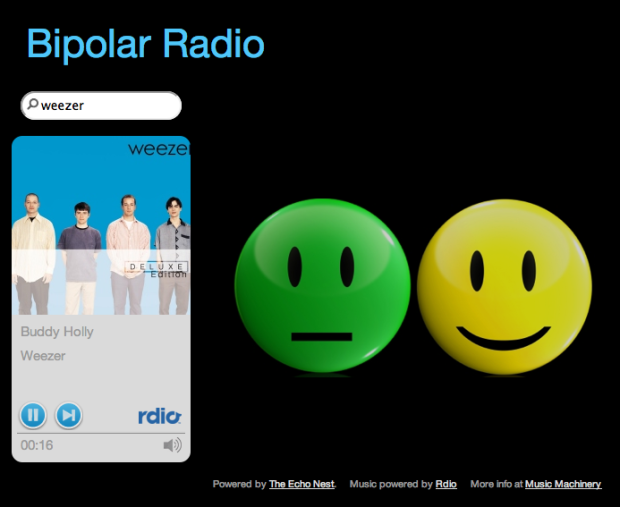 Bipolar Radio
weezer
weezer
DELUXE
Edition
Buddy Holly
Weezer
rdio
00:16
Powered by The Echo Nest. Music powered by Rdio More info at Music Machinery